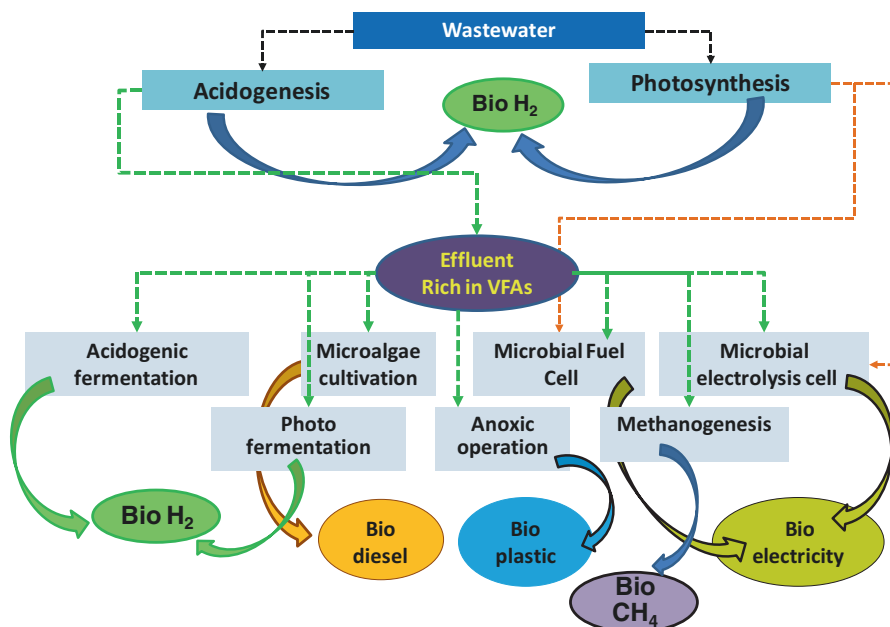 Wastewater
Acidogenesis
Bio H₂
Photosynthesis
Effluent
Rich in VFAs
Acidogenic
fermentation
Microalgae
cultivation
Microbial Fuel
Cell
Microbial
electrolysis cell
Photo
fermentation
Anoxic
operation
Methanogenesis
Bio H₂
Bio
diesel
Bio
plastic
Bio
electricity
Bio
CH₄